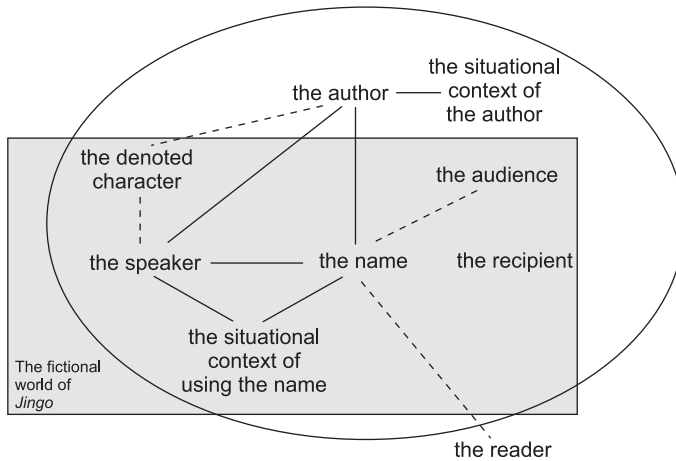 the situational
context of
the author
the author
the denoted
character
the audience
the speaker
the name
the recipient
the situational
context of
using the name
The fictional
world of
Jingo
the reader